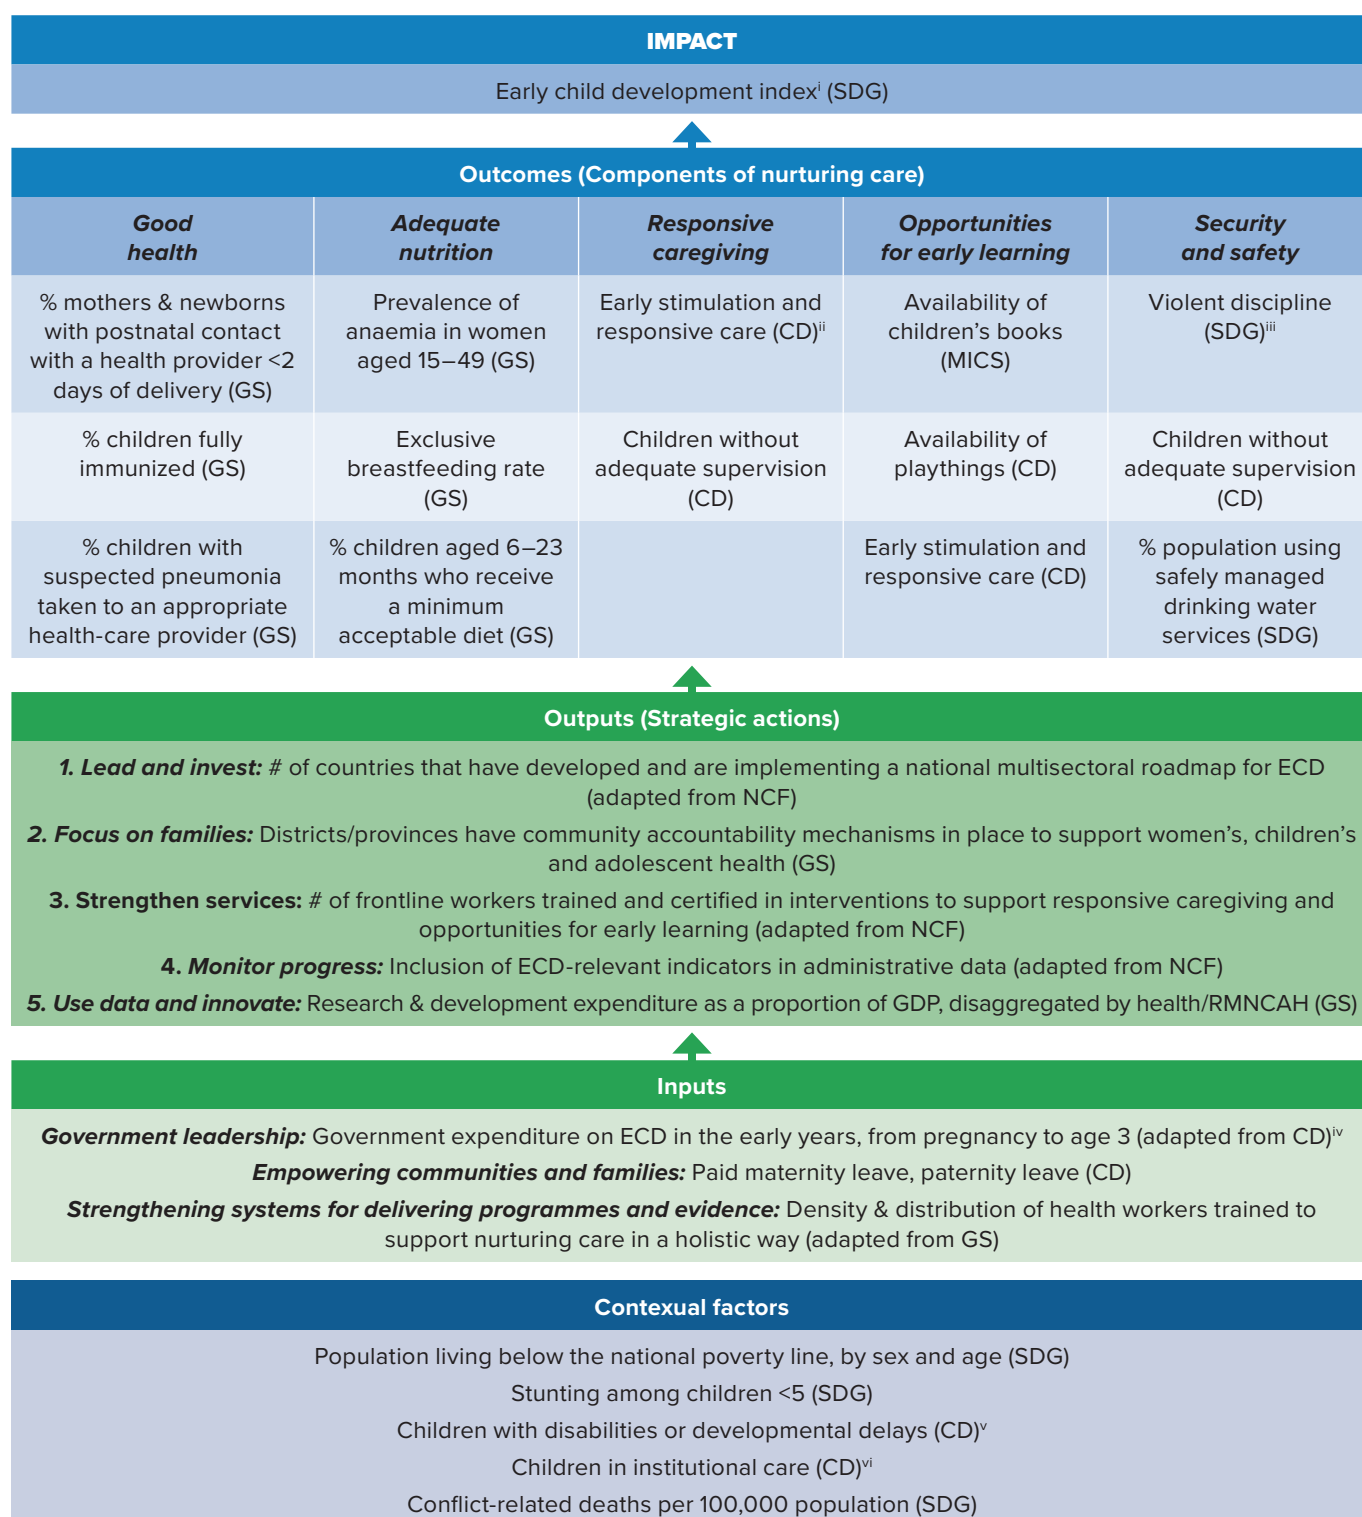 IMPACT
Early child development indexⁱ (SDG)
Outcomes (Components of nurturing care)
Good
health
Adequate
nutrition
Responsive
caregiving
Opportunities
for early learning
Security
and safety
% mothers & newborns
with postnatal contact
with a health provider <2
days of delivery (GS)
Prevalence of
anaemia in women
aged 15–49 (GS)
Early stimulation and
responsive care (CD)ⁱⁱ
Availability of
children’s books
(MICS)
Violent discipline
(SDG)ⁱⁱⁱ
% children fully
immunized (GS)
Exclusive
breastfeeding rate
(GS)
Children without
adequate supervision
(CD)
Availability of
playthings (CD)
Children without
adequate supervision
(CD)
% children with
suspected pneumonia
taken to an appropriate
health-care provider (GS)
% children aged 6–23
months who receive
a minimum
acceptable diet (GS)
Early stimulation and
responsive care (CD)
% population using
safely managed
drinking water
services (SDG)
Outputs (Strategic actions)
1. Lead and invest: # of countries that have developed and are implementing a national multisectoral roadmap for ECD
(adapted from NCF)
2. Focus on families: Districts/provinces have community accountability mechanisms in place to support women’s, children’s
and adolescent health (GS)
3. Strengthen services: # of frontline workers trained and certified in interventions to support responsive caregiving and
opportunities for early learning (adapted from NCF)
4. Monitor progress: Inclusion of ECD-relevant indicators in administrative data (adapted from NCF)
5. Use data and innovate: Research & development expenditure as a proportion of GDP, disaggregated by health/RMNCAH (GS)
Inputs
Government leadership: Government expenditure on ECD in the early years, from pregnancy to age 3 (adapted from CD)ⁱᵛ
Empowering communities and families: Paid maternity leave, paternity leave (CD)
Strengthening systems for delivering programmes and evidence: Density & distribution of health workers trained to
support nurturing care in a holistic way (adapted from GS)
Contexual factors
Population living below the national poverty line, by sex and age (SDG)
Stunting among children <5 (SDG)
Children with disabilities or developmental delays (CD)ᵛ
Children in institutional care (CD)ᵛⁱ
Conflict-related deaths per 100,000 population (SDG)